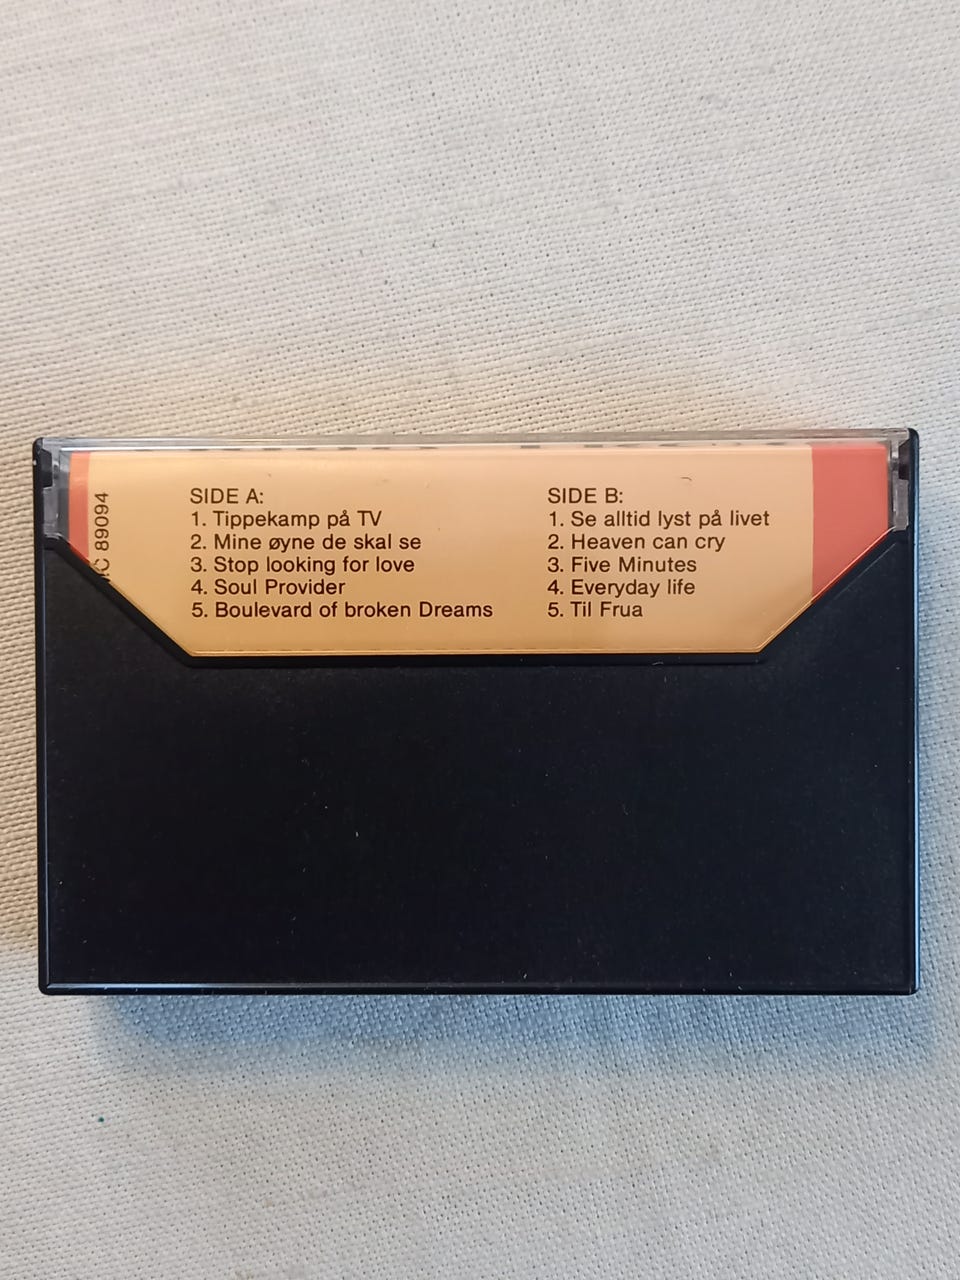 C 89094
SIDE A:
1. Tippekamp på TV
2. Mine øyne de skal se
3. Stop looking for love
4. Soul Provider
5. Boulevard of broken Dreams
SIDE B:
1. Se alltid lyst på livet
2. Heaven can cry
3. Five Minutes
4. Everyday life
5. Til Frua